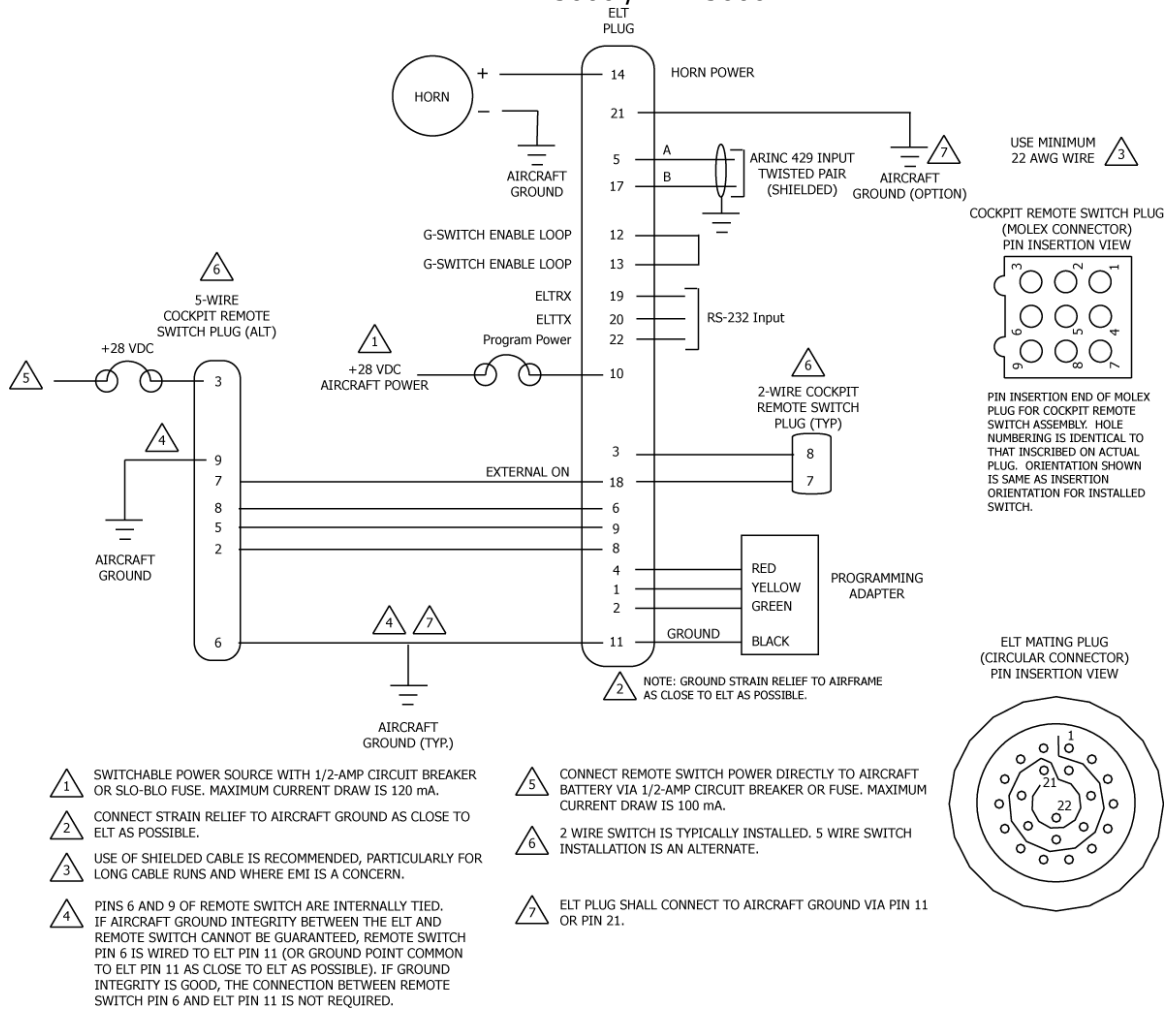 ELT
PLUG
HORN
+
–
14
HORN POWER
21
AIRCRAFT
GROUND
5
A
17
B
ARINC 429 INPUT
TWISTED PAIR
(SHIELDED)
7
AIRCRAFT
GROUND (OPTION)
USE MINIMUM
22 AWG WIRE
3
G-SWITCH ENABLE LOOP
12
G-SWITCH ENABLE LOOP
13
ELTRX
19
ELTTX
20
Program Power
22
RS-232 Input
1
+28 VDC
AIRCRAFT POWER
10
COCKPIT REMOTE SWITCH PLUG
(MOLEX CONNECTOR)
PIN INSERTION VIEW
3
2
1
6
5
4
9
8
7
PIN INSERTION END OF MOLEX
PLUG FOR COCKPIT REMOTE
SWITCH ASSEMBLY. HOLE
NUMBERING IS IDENTICAL TO
THAT INSCRIBED ON ACTUAL
PLUG. ORIENTATION SHOWN
IS SAME AS INSERTION
ORIENTATION FOR INSTALLED
SWITCH.
6
5-WIRE
COCKPIT REMOTE
SWITCH PLUG (ALT)
5
+28 VDC
3
4
9
7
8
5
2
6
AIRCRAFT
GROUND
EXTERNAL ON
3
18
6
9
8
4
1
2
11
6
2-WIRE COCKPIT
REMOTE SWITCH
PLUG (TYP)
8
7
RED
YELLOW
GREEN
GROUND
BLACK
PROGRAMMING
ADAPTER
4
7
AIRCRAFT
GROUND (TYP.)
2
NOTE: GROUND STRAIN RELIEF TO AIRFRAME
AS CLOSE TO ELT AS POSSIBLE.
ELT MATING PLUG
(CIRCULAR CONNECTOR)
PIN INSERTION VIEW
1
21
22
1
SWITCHABLE POWER SOURCE WITH 1/2-AMP CIRCUIT BREAKER
OR SLO-BLO FUSE. MAXIMUM CURRENT DRAW IS 120 mA.
2
CONNECT STRAIN RELIEF TO AIRCRAFT GROUND AS CLOSE TO
ELT AS POSSIBLE.
3
USE OF SHIELDED CABLE IS RECOMMENDED, PARTICULARLY FOR
LONG CABLE RUNS AND WHERE EMI IS A CONCERN.
4
PINS 6 AND 9 OF REMOTE SWITCH ARE INTERNALLY TIED.
IF AIRCRAFT GROUND INTEGRITY BETWEEN THE ELT AND
REMOTE SWITCH CANNOT BE GUARANTEED, REMOTE SWITCH
PIN 6 IS WIRED TO ELT PIN 11 (OR GROUND POINT COMMON
TO ELT PIN 11 AS CLOSE TO ELT AS POSSIBLE). IF GROUND
INTEGRITY IS GOOD, THE CONNECTION BETWEEN REMOTE
SWITCH PIN 6 AND ELT PIN 11 IS NOT REQUIRED.
5
CONNECT REMOTE SWITCH POWER DIRECTLY TO AIRCRAFT
BATTERY VIA 1/2-AMP CIRCUIT BREAKER OR FUSE. MAXIMUM
CURRENT DRAW IS 100 mA.
6
2 WIRE SWITCH IS TYPICALLY INSTALLED. 5 WIRE SWITCH
INSTALLATION IS AN ALTERNATE.
7
ELT PLUG SHALL CONNECT TO AIRCRAFT GROUND VIA PIN 11
OR PIN 21.